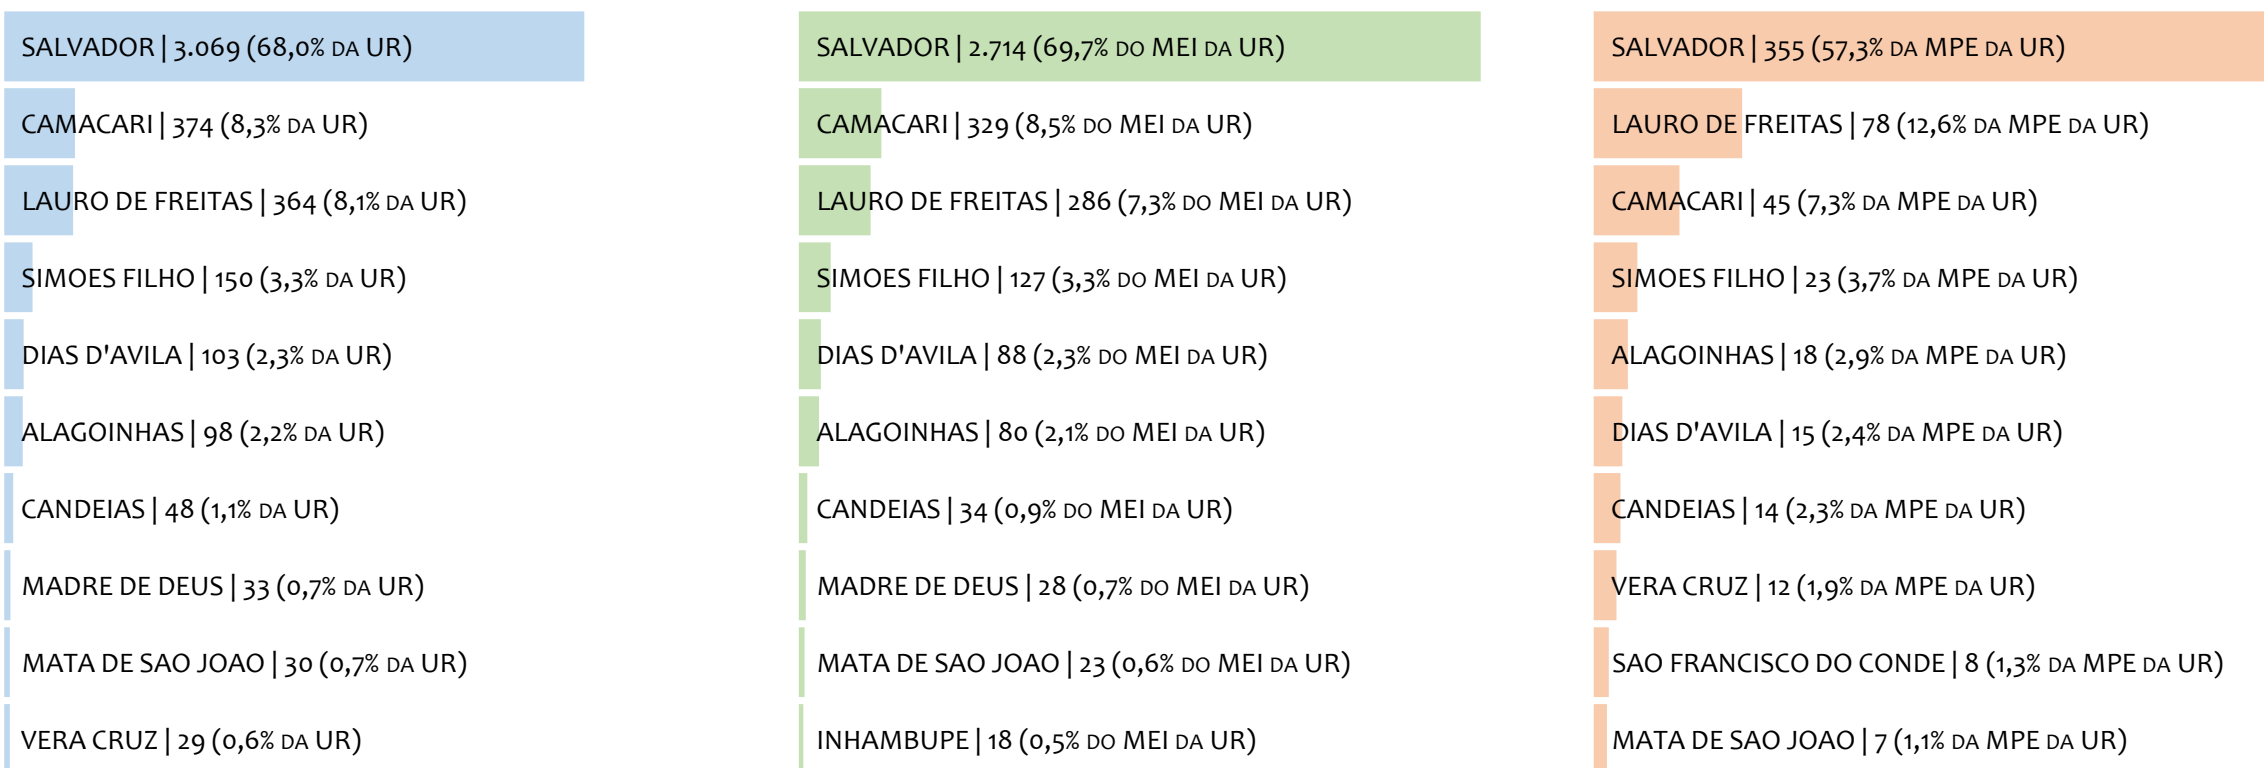 SALVADOR | 3.069 (68,0% DA UR)
CAMACARI | 374 (8,3% DA UR)
LAURO DE FREITAS | 364 (8,1% DA UR)
SIMOES FILHO | 150 (3,3% DA UR)
DIAS D'AVILA | 103 (2,3% DA UR)
ALAGOINHAS | 98 (2,2% DA UR)
CANDEIAS | 48 (1,1% DA UR)
MADRE DE DEUS | 33 (0,7% DA UR)
MATA DE SAO JOAO | 30 (0,7% DA UR)
VERA CRUZ | 29 (0,6% DA UR)
SALVADOR | 2.714 (69,7% DO MEI DA UR)
CAMACARI | 329 (8,5% DO MEI DA UR)
LAURO DE FREITAS | 286 (7,3% DO MEI DA UR)
SIMOES FILHO | 127 (3,3% DO MEI DA UR)
DIAS D'AVILA | 88 (2,3% DO MEI DA UR)
ALAGOINHAS | 80 (2,1% DO MEI DA UR)
CANDEIAS | 34 (0,9% DO MEI DA UR)
MADRE DE DEUS | 28 (0,7% DO MEI DA UR)
MATA DE SAO JOAO | 23 (0,6% DO MEI DA UR)
INHAMBUPE | 18 (0,5% DO MEI DA UR)
SALVADOR | 355 (57,3% DA MPE DA UR)
LAURO DE FREITAS | 78 (12,6% DA MPE DA UR)
CAMACARI | 45 (7,3% DA MPE DA UR)
SIMOES FILHO | 23 (3,7% DA MPE DA UR)
ALAGOINHAS | 18 (2,9% DA MPE DA UR)
DIAS D'AVILA | 15 (2,4% DA MPE DA UR)
CANDEIAS | 14 (2,3% DA MPE DA UR)
VERA CRUZ | 12 (1,9% DA MPE DA UR)
SAO FRANCISCO DO CONDE | 8 (1,3% DA MPE DA UR)
MATA DE SAO JOAO | 7 (1,1% DA MPE DA UR)